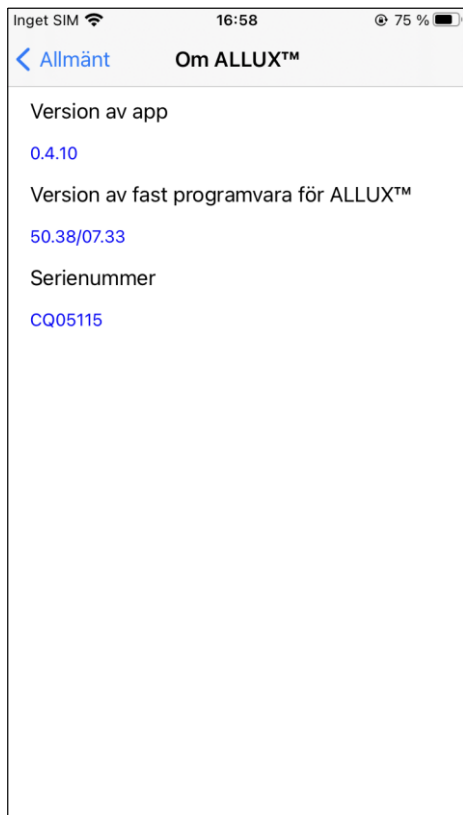 Inget SIM 16:58 75 %
Allmänt Om ALLUX™
Version av app
0.4.10
Version av fast programvara för ALLUX™
50.38/07.33
Serienummer
CQ05115